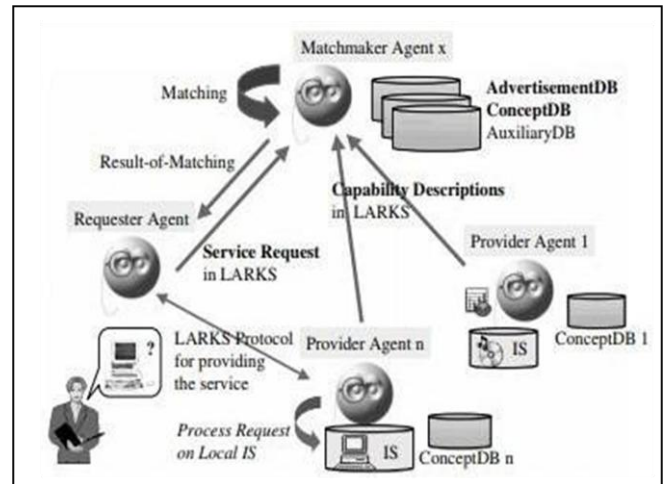 Matchmaker Agent x
Matching
AdvertisementDB
ConceptDB
AuxiliaryDB
Result-of-Matching
Capability Descriptions
in LARKS
Requester Agent
Service Request
in LARKS
Provider Agent 1
?
LARKS Protocol
for providing
the service
Provider Agent n
IS
ConceptDB 1
Process Request
on Local IS
IS
ConceptDB n